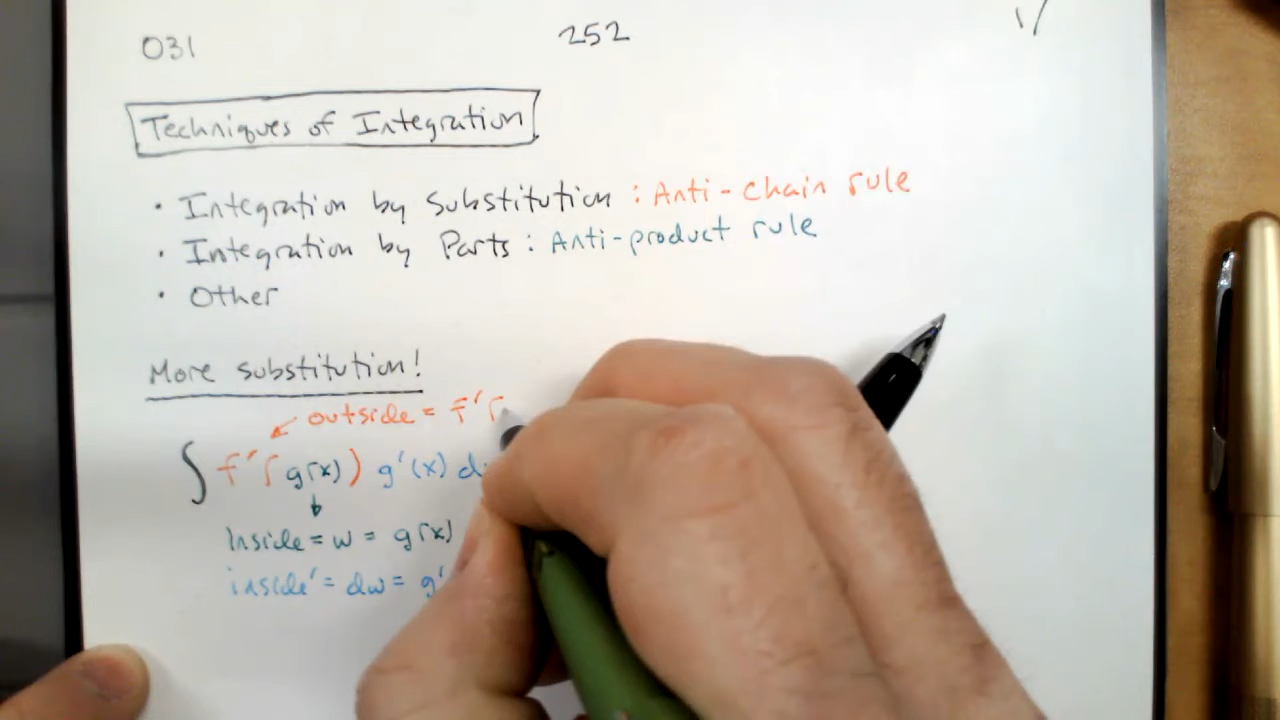 031 252 1/
Techniques of Integration
• Integration by Substitution : Anti-chain rule
• Integration by Parts : Anti-product rule
• Other
More substitution!
outside = f'(
∫ f'(g(x)) g'(x) d
Inside = w = g(x)
inside' = dw = g'